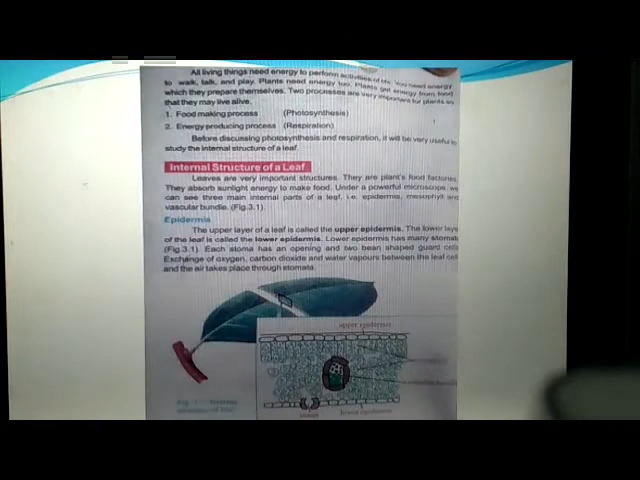 All living things need energy to perform activities of life. You need energy
to walk, talk, and play. Plants need energy too. Plants get energy from food
which they prepare themselves. Two processes are very important for plants so
that they may live alive.
1. Food making process (Photosynthesis)
2. Energy producing process (Respiration)
Before discussing photosynthesis and respiration, it will be very useful to
study the internal structure of a leaf.
Internal Structure of a Leaf
Leaves are very important structures. They are plant's food factories.
They absorb sunlight energy to make food. Under a powerful microscope, we
can see three main internal parts of a leaf, i.e. epidermis, mesophyll and
vascular bundle. (Fig.3.1).
Epidermis
The upper layer of a leaf is called the upper epidermis. The lower layer
of the leaf is called the lower epidermis. Lower epidermis has many stomata
(Fig.3.1). Each stoma has an opening and two bean shaped guard cells
Exchange of oxygen, carbon dioxide and water vapours between the leaf cells
and the air takes place through stomata.
upper epidermis
stoma lower epidermis